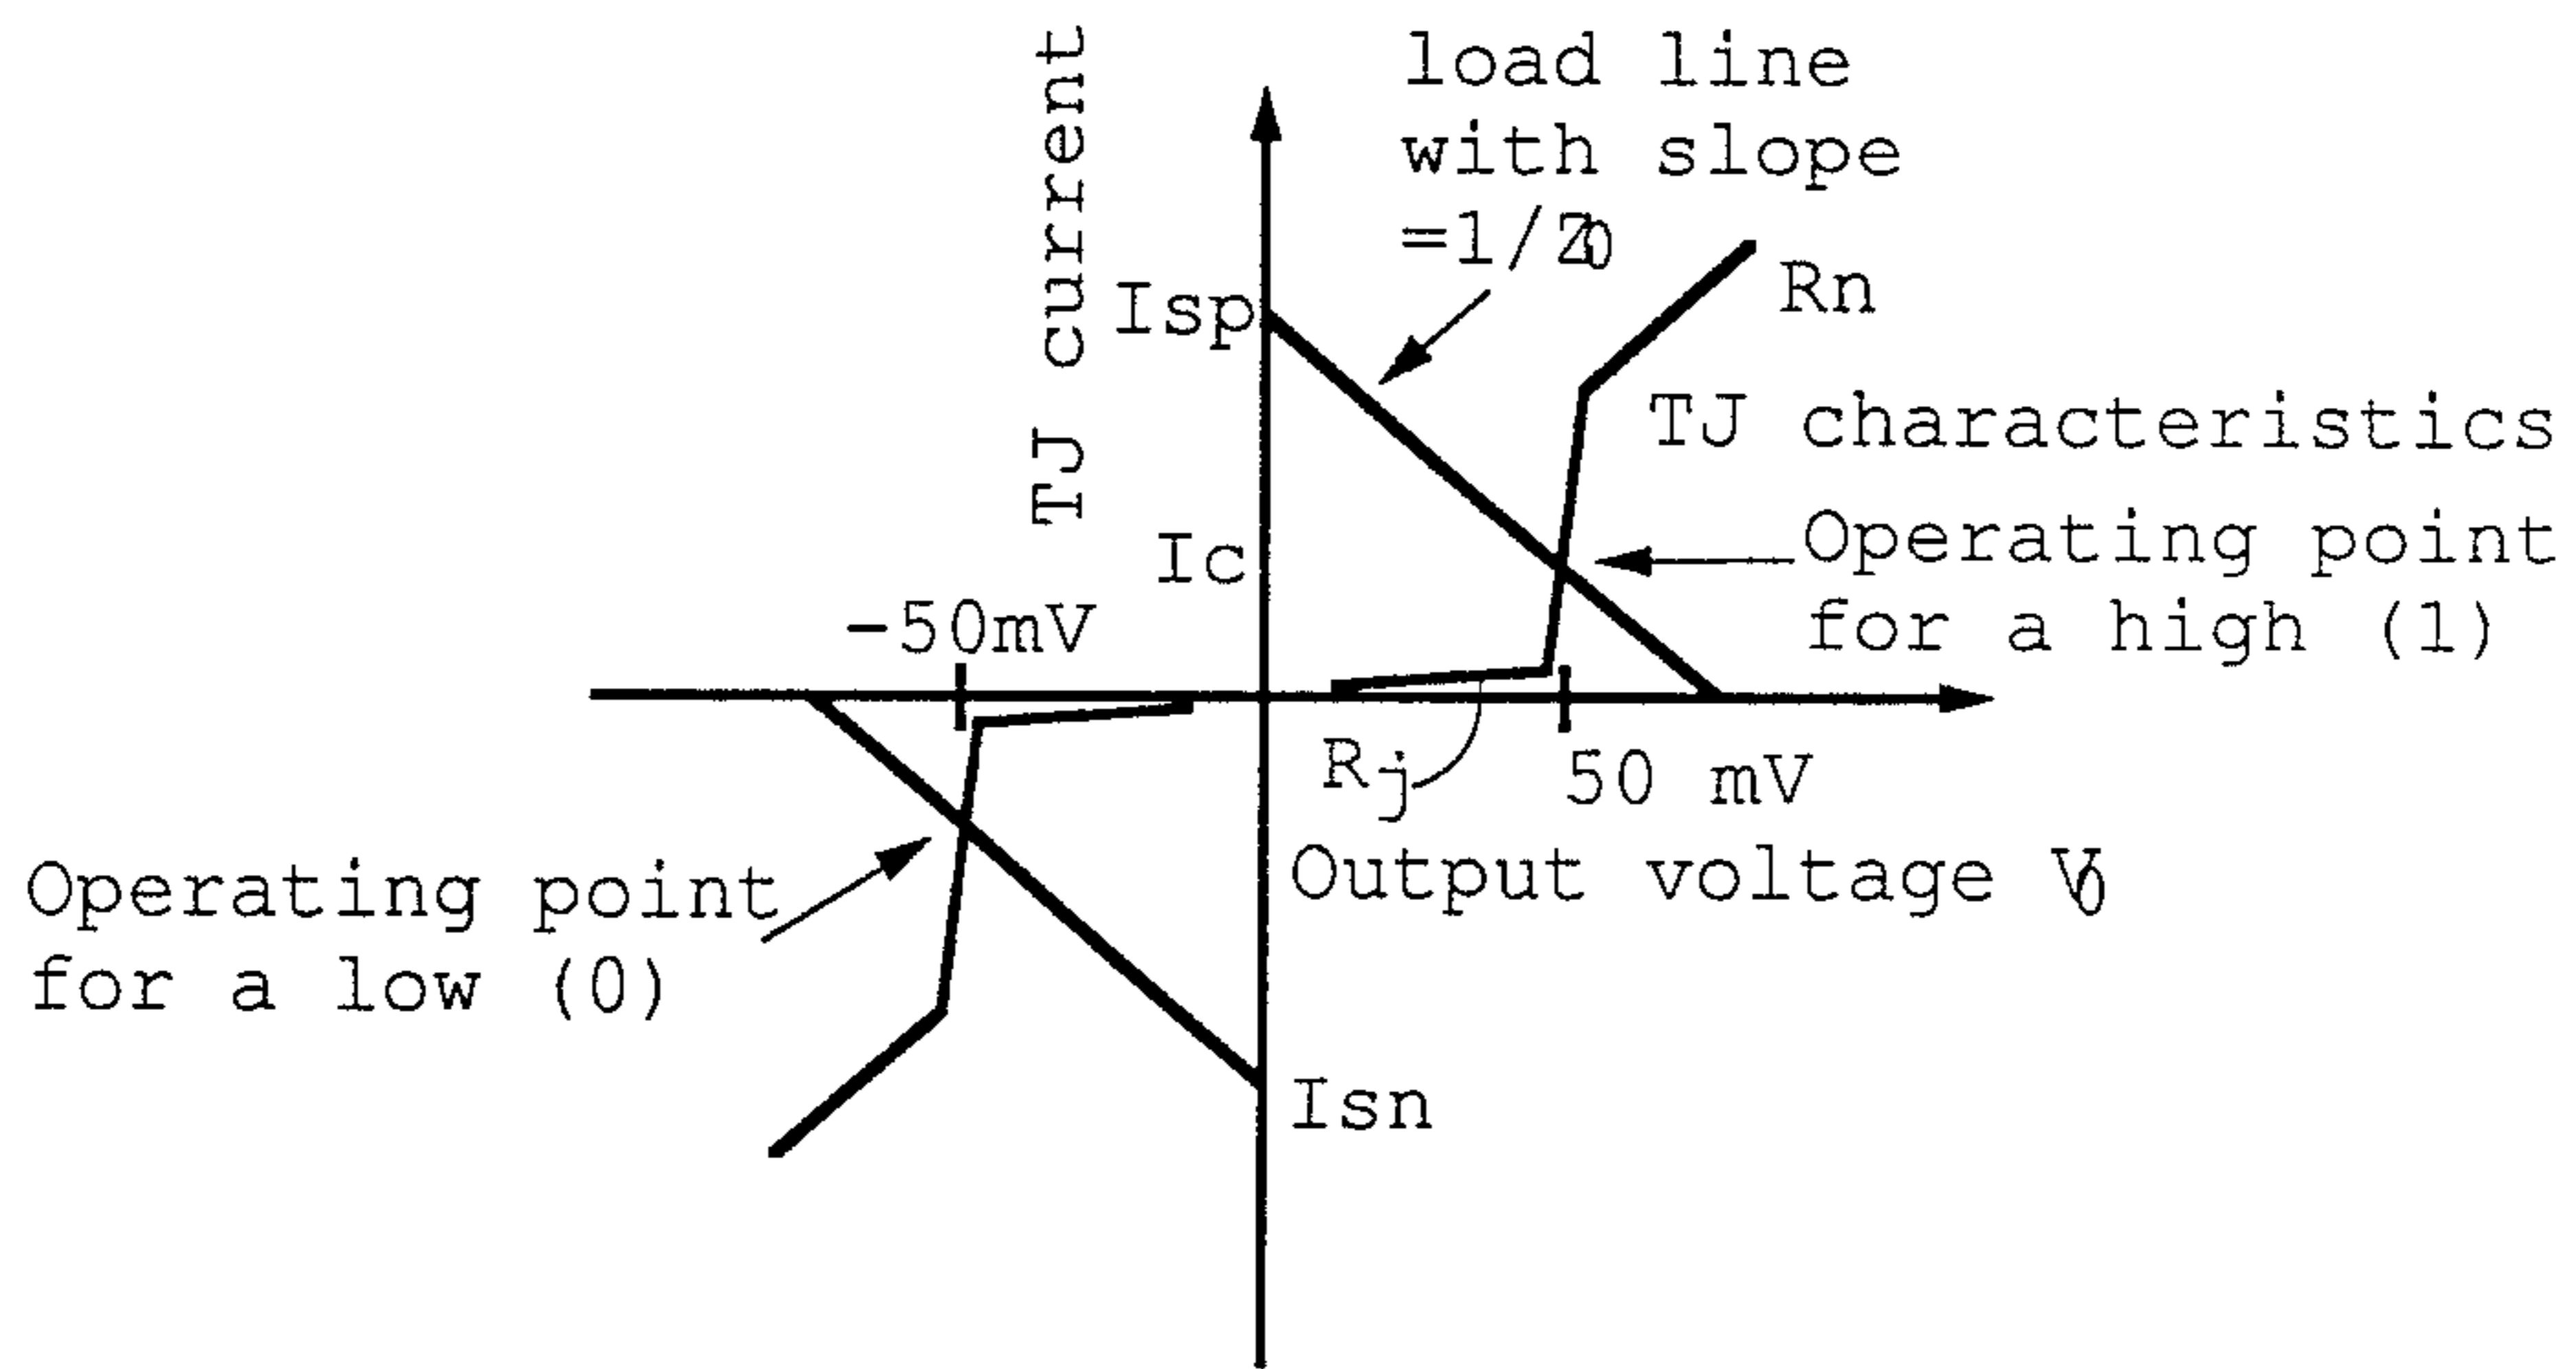 TJ current
load line
with slope
=1/Z0
Isp
Rn
TJ characteristics
Ic
Operating point
for a high (1)
-50mV
Rj
50 mV
Output voltage V0
Operating point
for a low (0)
Isn